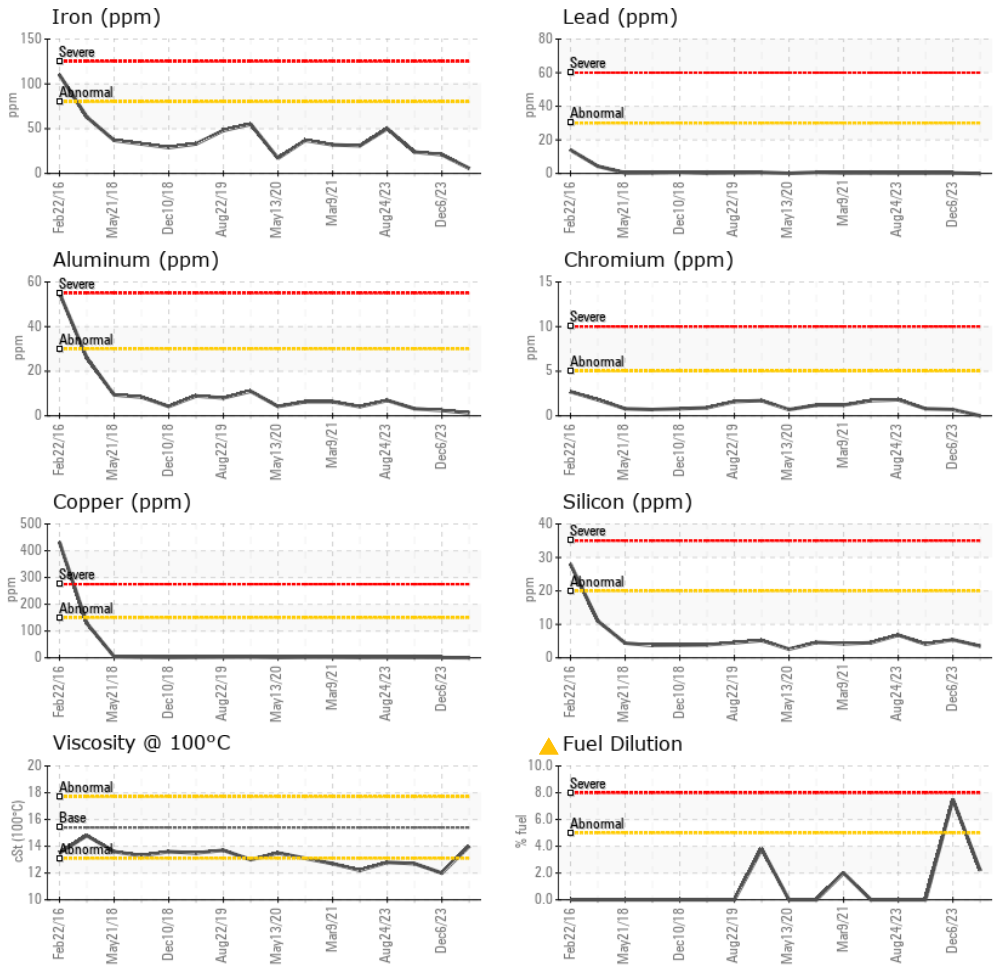 Iron (ppm)
150
100
50
0
ppm
Severe
Abnormal
Feb22/16
May21/18
Dec10/18
Aug22/19
May13/20
Mar9/21
Aug24/23
Dec6/23
Lead (ppm)
80
60
40
20
0
ppm
Severe
Abnormal
Feb22/16
May21/18
Dec10/18
Aug22/19
May13/20
Mar9/21
Aug24/23
Dec6/23
Aluminum (ppm)
60
40
20
0
ppm
Severe
Abnormal
Feb22/16
May21/18
Dec10/18
Aug22/19
May13/20
Mar9/21
Aug24/23
Dec6/23
Chromium (ppm)
15
10
5
0
ppm
Severe
Abnormal
Feb22/16
May21/18
Dec10/18
Aug22/19
May13/20
Mar9/21
Aug24/23
Dec6/23
Copper (ppm)
500
400
300
200
100
0
ppm
Severe
Abnormal
Feb22/16
May21/18
Dec10/18
Aug22/19
May13/20
Mar9/21
Aug24/23
Dec6/23
Silicon (ppm)
40
30
20
10
0
ppm
Severe
Abnormal
Feb22/16
May21/18
Dec10/18
Aug22/19
May13/20
Mar9/21
Aug24/23
Dec6/23
Viscosity @ 100°C
20
18
16
14
12
10
cSt (100°C)
Abnormal
Base
Abnormal
Feb22/16
May21/18
Dec10/18
Aug22/19
May13/20
Mar9/21
Aug24/23
Dec6/23
Fuel Dilution
10.0
8.0
6.0
4.0
2.0
0.0
% fuel
Severe
Abnormal
Feb22/16
May21/18
Dec10/18
Aug22/19
May13/20
Mar9/21
Aug24/23
Dec6/23